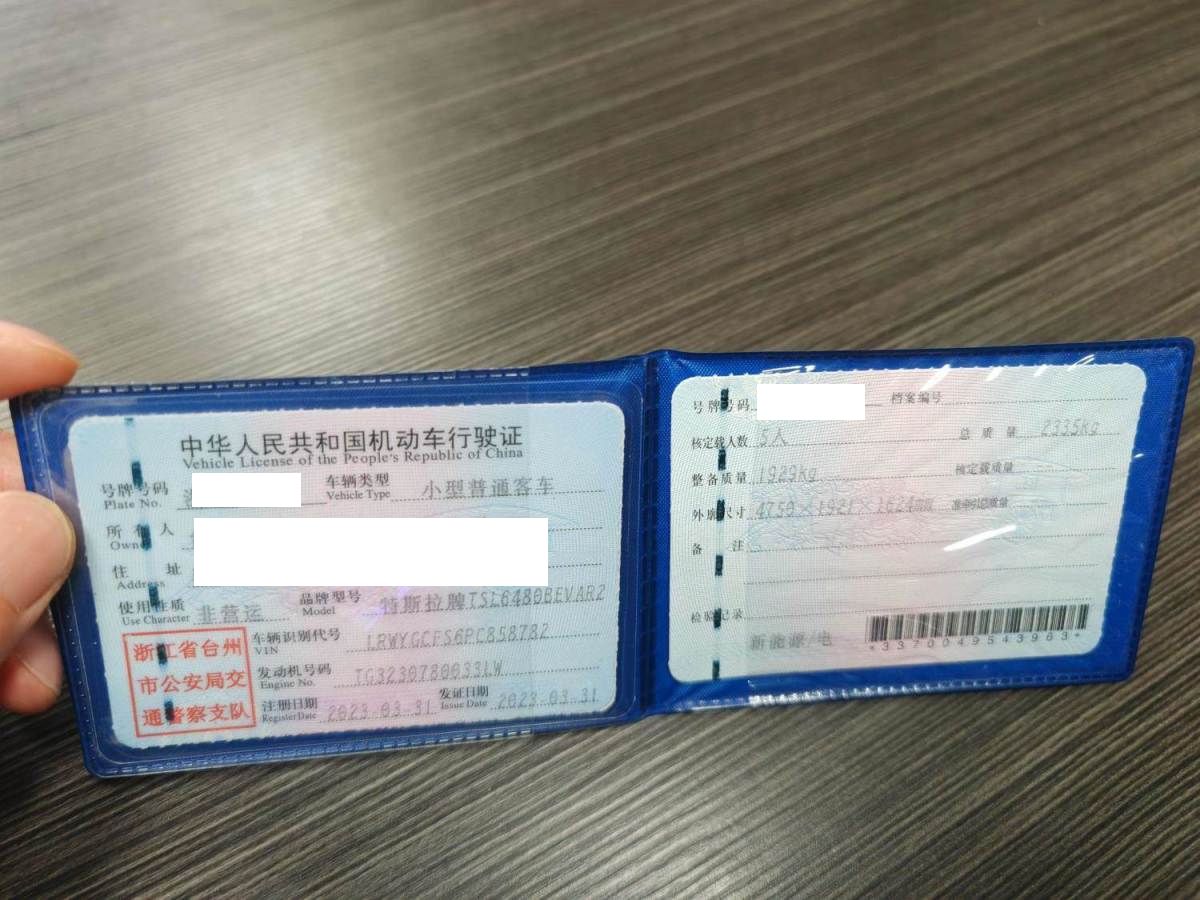 中华人民共和国机动车行驶证
Vehicle License of the People's Republic of China
号牌号码 车辆类型 小型普通客车
Plate No. Vehicle Type
所有人
Owner
住址
Address
使用性质 非营运 品牌型号 特斯拉牌TSL6480BEVAR2
Use Character Model
浙江省台州
市公安局交
通警察支队
车辆识别代号 LRWYGCFS6PC858782
VIN
发动机号码 TG3230780033LW
Engine No.
注册日期 2023-03-31 发证日期 2023-03-31
Register Date Issue Date
号牌号码 档案编号
核定载人数 5人 总质量 2335kg
整备质量 1929kg 核定载质量
外廓尺寸 4750×1921×1624mm 准牵引总质量
备注
检验记录
新能源/电
*3370049543963*